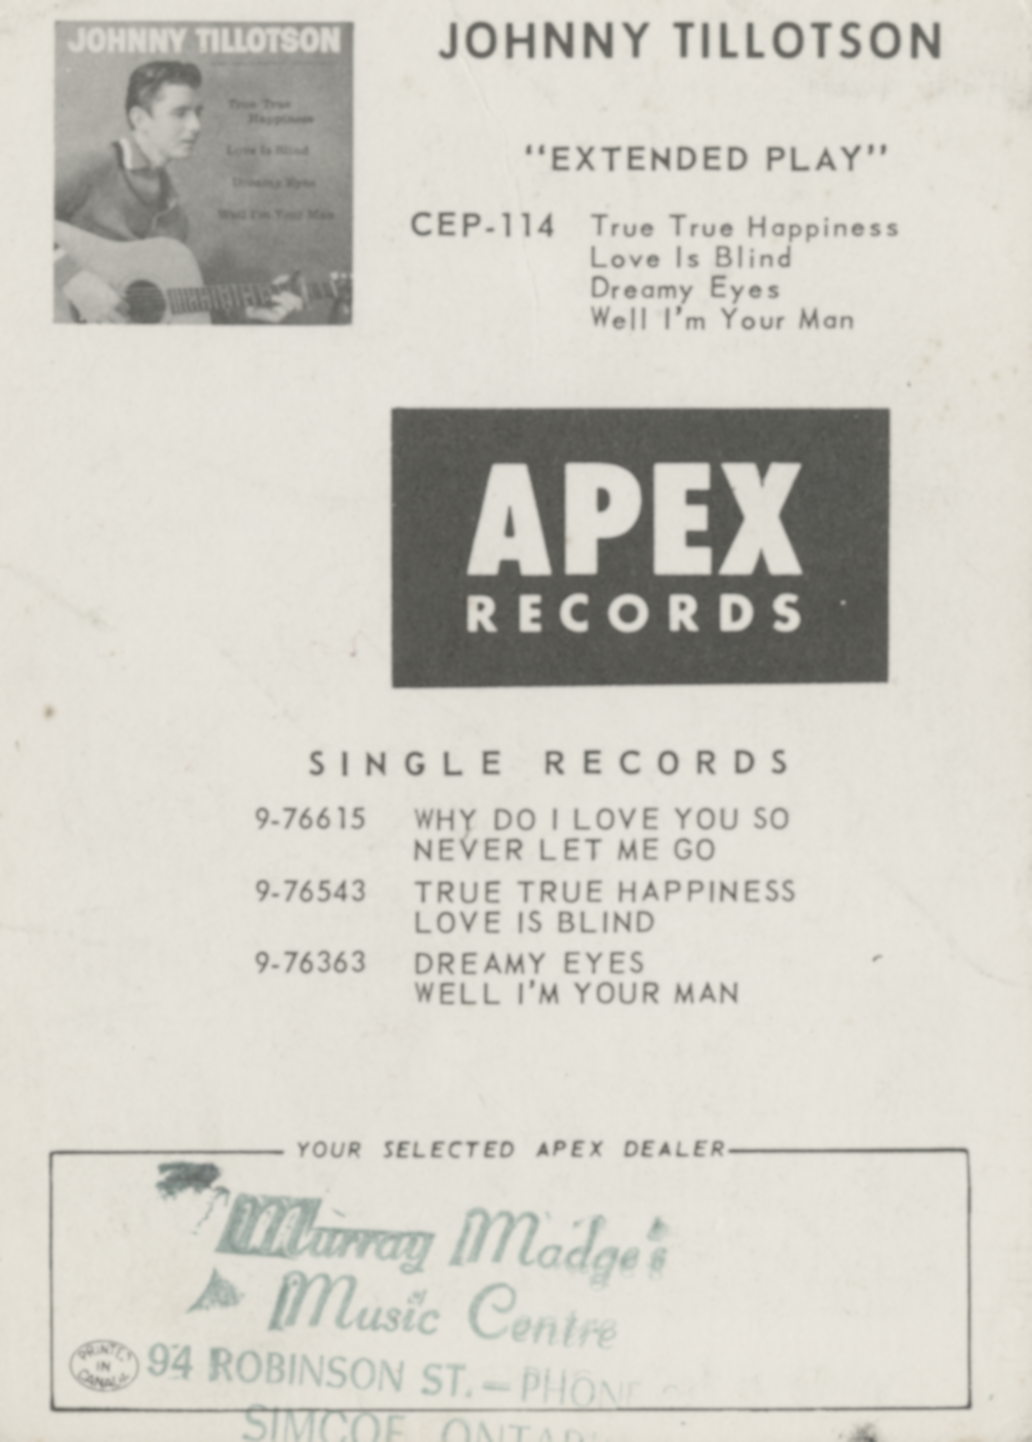 JOHNNY TILLOTSON
True True
Happiness
Love Is Blind
Dreamy Eyes
Well I'm Your Man
JOHNNY TILLOTSON
“EXTENDED PLAY”
CEP-114 True True Happiness
Love Is Blind
Dreamy Eyes
Well I'm Your Man
APEX
RECORDS
SINGLE RECORDS
9-76615 WHY DO I LOVE YOU SO
NEVER LET ME GO
9-76543 TRUE TRUE HAPPINESS
LOVE IS BLIND
9-76363 DREAMY EYES
WELL I'M YOUR MAN
YOUR SELECTED APEX DEALER
Murray Madge's
Music Centre
94 ROBINSON ST. – PHONE
SIMCOE, ONTARIO
PRINTED
IN
CANADA